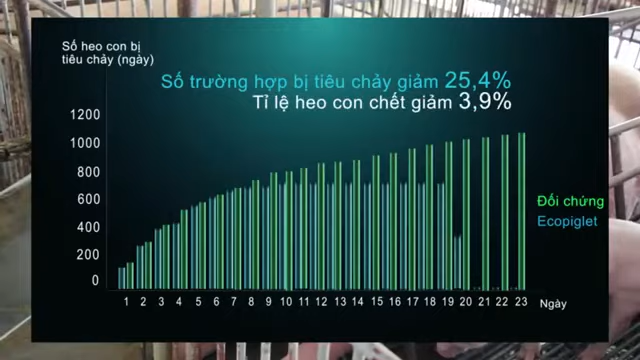 Số heo con bị
tiêu chảy (ngày)
Số trường hợp bị tiêu chảy giảm 25,4%
Tỉ lệ heo con chết giảm 3,9%
1200
1000
800
600
400
200
0
Đối chứng
Ecopiglet
1 2 3 4 5 6 7 8 9 10 11 12 13 14 15 16 17 18 19 20 21 22 23 Ngày